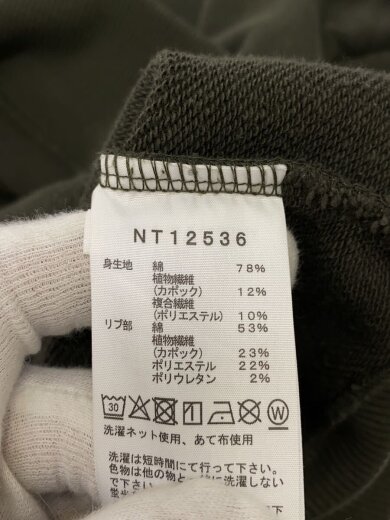 NT12536
身生地 綿 78%
植物繊維
(カポック) 12%
複合繊維
(ポリエステル) 10%
リブ部 綿 53%
植物繊維
(カポック) 23%
ポリエステル 22%
ポリウレタン 2%
30 W
洗濯ネット使用、あて布使用
洗濯は短時間にて行って下さい。
色物は他の物と一緒に洗濯しない
で下さい。